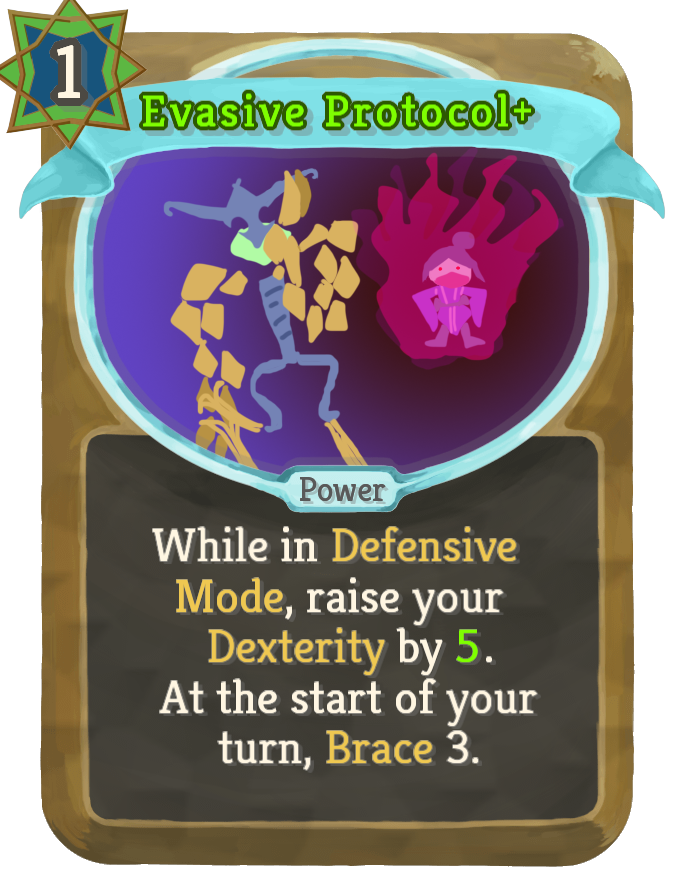 1
Evasive Protocol+
Power
While in Defensive
Mode, raise your
Dexterity by 5.
At the start of your
turn, Brace 3.